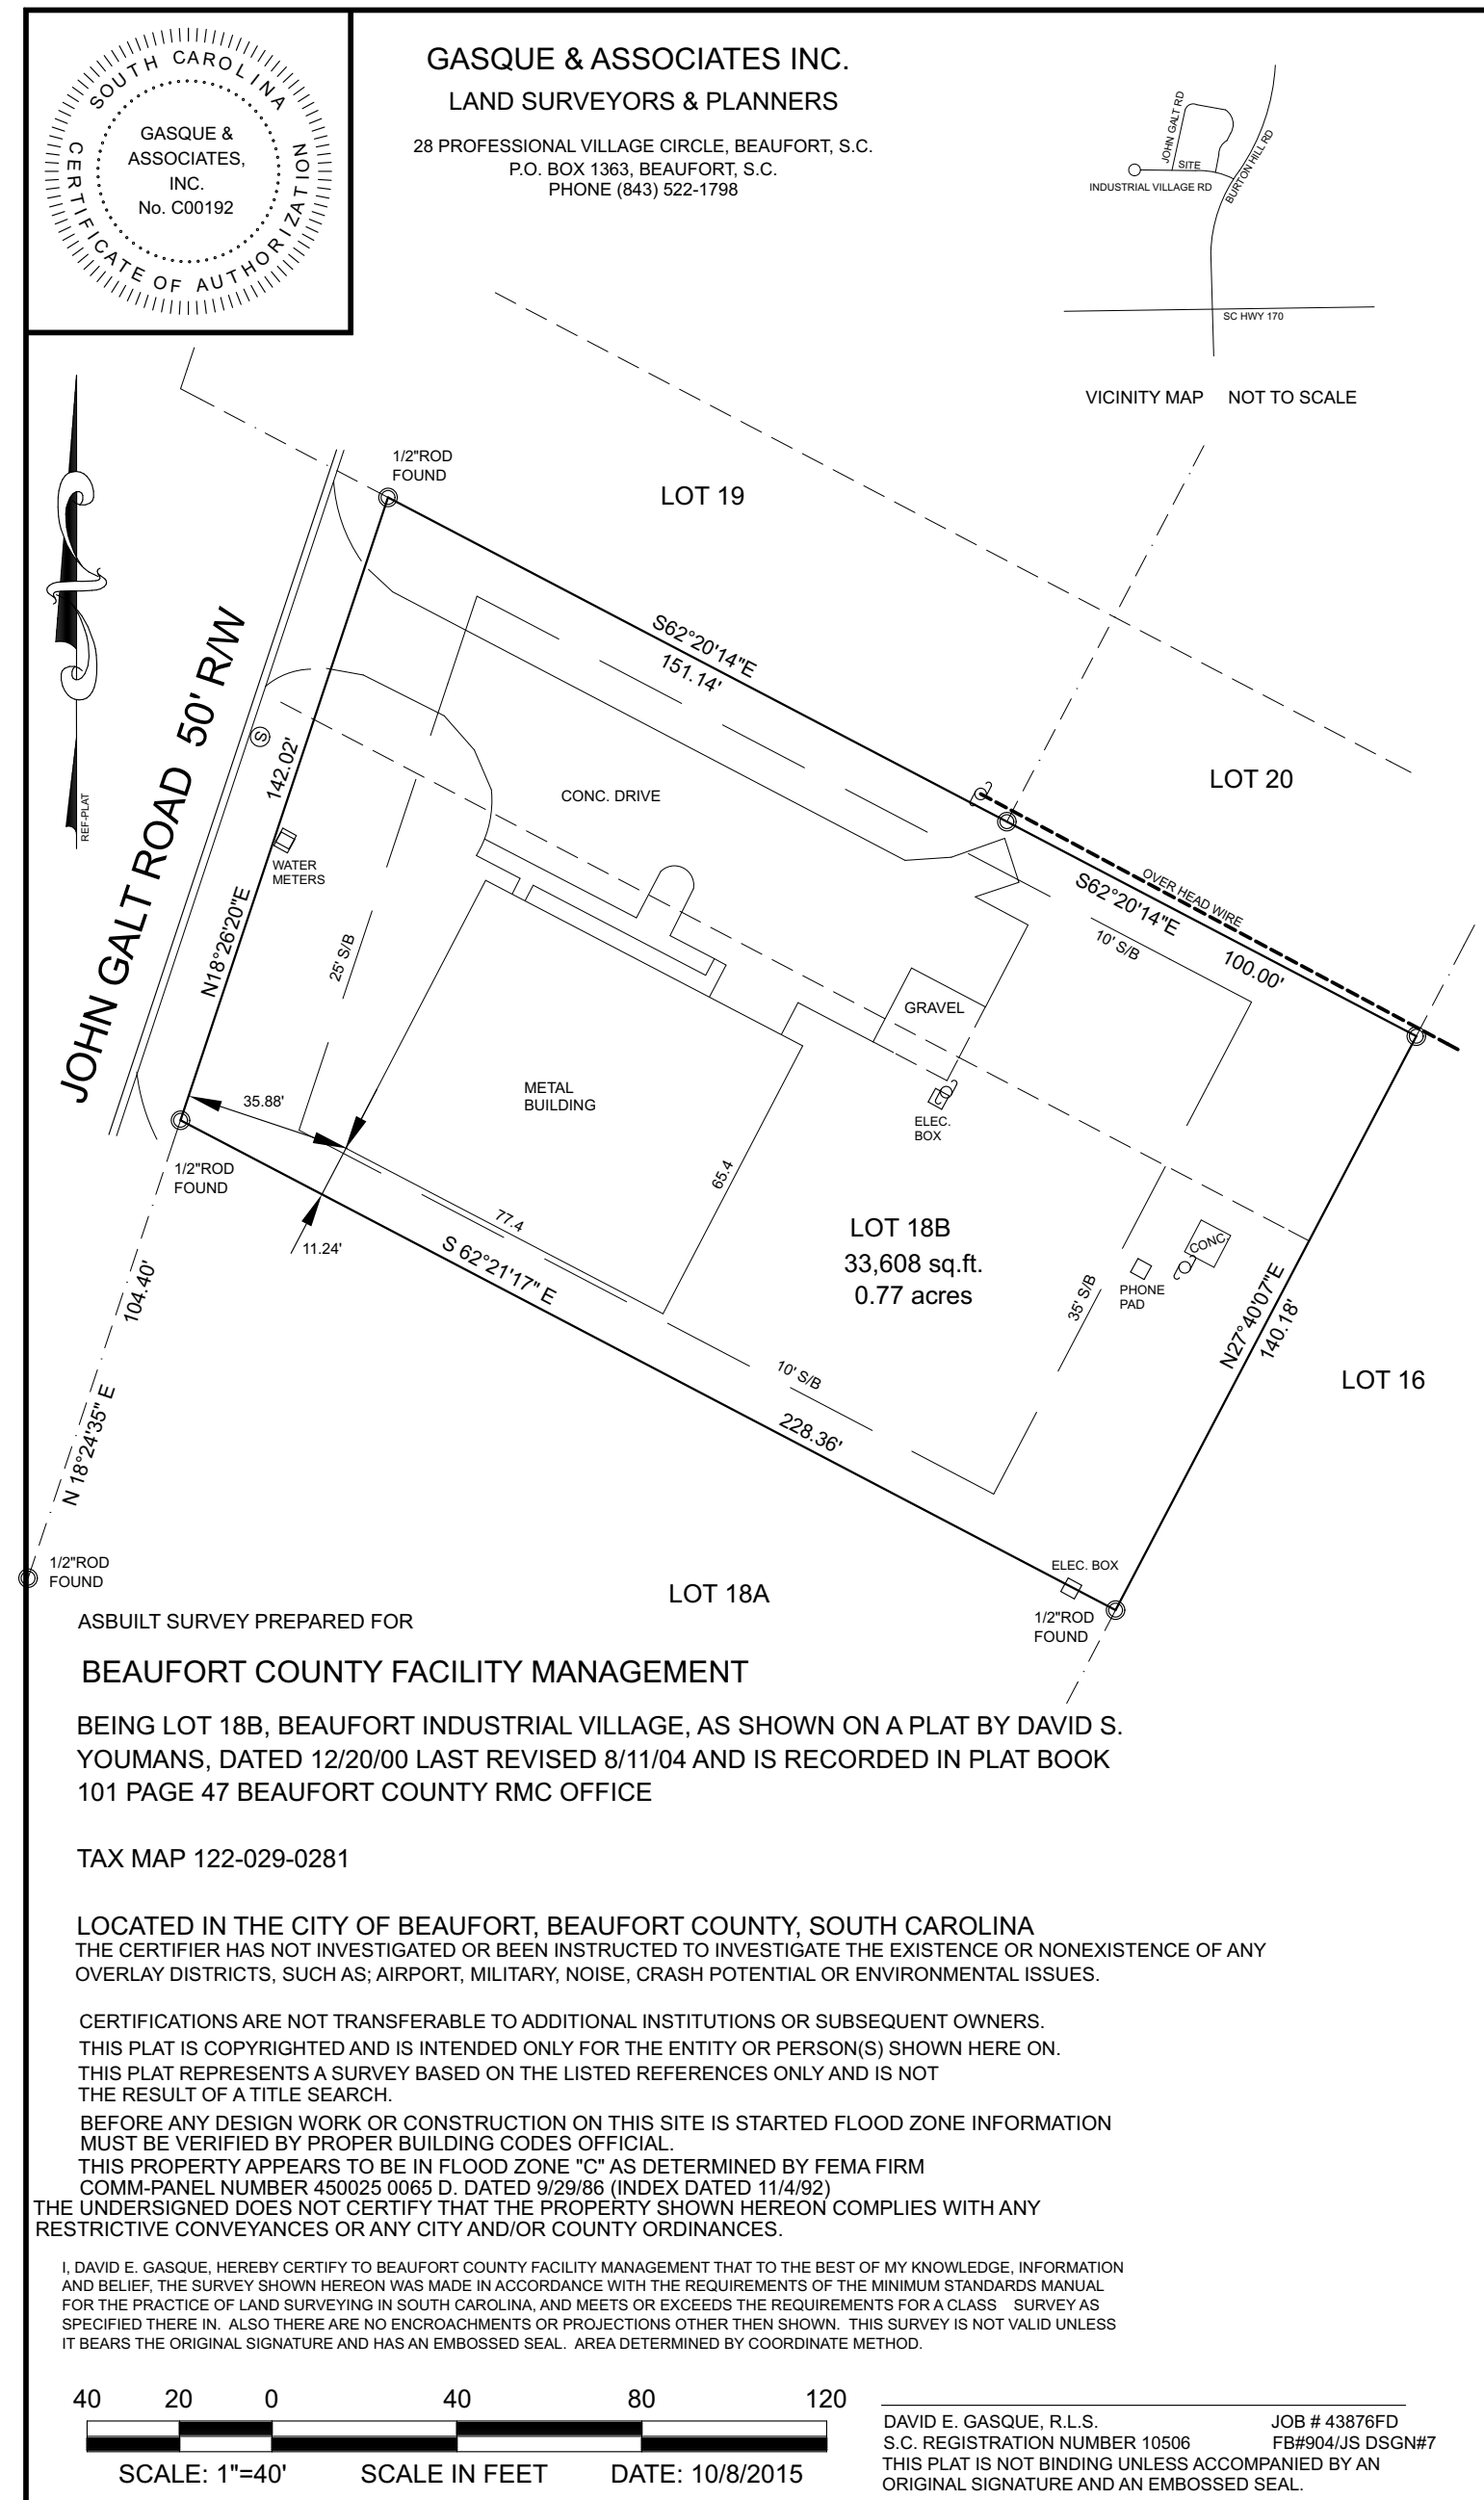 SOUTH CAROLINA
CERTIFICATE OF AUTHORIZATION
GASQUE &
ASSOCIATES,
INC.
No. C00192
GASQUE & ASSOCIATES INC.
LAND SURVEYORS & PLANNERS
28 PROFESSIONAL VILLAGE CIRCLE, BEAUFORT, S.C.
P.O. BOX 1363, BEAUFORT, S.C.
PHONE (843) 522-1798
JOHN GALT RD
SITE
INDUSTRIAL VILLAGE RD
BURTON HILL RD
SC HWY 170
VICINITY MAP NOT TO SCALE
REF-PLAT
1/2"ROD
FOUND
LOT 19
S62°20'14"E
151.14'
JOHN GALT ROAD 50' R/W
S
142.02'
N18°26'20"E
WATER
METERS
25' S/B
CONC. DRIVE
LOT 20
OVER HEAD WIRE
S62°20'14"E
100.00'
10' S/B
GRAVEL
METAL
BUILDING
ELEC.
BOX
35.88'
1/2"ROD
FOUND
11.24'
77.4
65.4
S 62°21'17" E
LOT 18B
33,608 sq.ft.
0.77 acres
CONC.
PHONE
PAD
35' S/B
N27°40'07"E
140.18'
LOT 16
104.40'
N 18°24'35" E
10' S/B
228.36'
ELEC. BOX
1/2"ROD
FOUND
1/2"ROD
FOUND
LOT 18A
ASBUILT SURVEY PREPARED FOR
BEAUFORT COUNTY FACILITY MANAGEMENT
BEING LOT 18B, BEAUFORT INDUSTRIAL VILLAGE, AS SHOWN ON A PLAT BY DAVID S.
YOUMANS, DATED 12/20/00 LAST REVISED 8/11/04 AND IS RECORDED IN PLAT BOOK
101 PAGE 47 BEAUFORT COUNTY RMC OFFICE
TAX MAP 122-029-0281
LOCATED IN THE CITY OF BEAUFORT, BEAUFORT COUNTY, SOUTH CAROLINA
THE CERTIFIER HAS NOT INVESTIGATED OR BEEN INSTRUCTED TO INVESTIGATE THE EXISTENCE OR NONEXISTENCE OF ANY
OVERLAY DISTRICTS, SUCH AS; AIRPORT, MILITARY, NOISE, CRASH POTENTIAL OR ENVIRONMENTAL ISSUES.
CERTIFICATIONS ARE NOT TRANSFERABLE TO ADDITIONAL INSTITUTIONS OR SUBSEQUENT OWNERS.
THIS PLAT IS COPYRIGHTED AND IS INTENDED ONLY FOR THE ENTITY OR PERSON(S) SHOWN HERE ON.
THIS PLAT REPRESENTS A SURVEY BASED ON THE LISTED REFERENCES ONLY AND IS NOT
THE RESULT OF A TITLE SEARCH.
BEFORE ANY DESIGN WORK OR CONSTRUCTION ON THIS SITE IS STARTED FLOOD ZONE INFORMATION
MUST BE VERIFIED BY PROPER BUILDING CODES OFFICIAL.
THIS PROPERTY APPEARS TO BE IN FLOOD ZONE "C" AS DETERMINED BY FEMA FIRM
COMM-PANEL NUMBER 450025 0065 D. DATED 9/29/86 (INDEX DATED 11/4/92)
THE UNDERSIGNED DOES NOT CERTIFY THAT THE PROPERTY SHOWN HEREON COMPLIES WITH ANY
RESTRICTIVE CONVEYANCES OR ANY CITY AND/OR COUNTY ORDINANCES.
I, DAVID E. GASQUE, HEREBY CERTIFY TO BEAUFORT COUNTY FACILITY MANAGEMENT THAT TO THE BEST OF MY KNOWLEDGE, INFORMATION
AND BELIEF, THE SURVEY SHOWN HEREON WAS MADE IN ACCORDANCE WITH THE REQUIREMENTS OF THE MINIMUM STANDARDS MANUAL
FOR THE PRACTICE OF LAND SURVEYING IN SOUTH CAROLINA, AND MEETS OR EXCEEDS THE REQUIREMENTS FOR A CLASS SURVEY AS
SPECIFIED THERE IN. ALSO THERE ARE NO ENCROACHMENTS OR PROJECTIONS OTHER THEN SHOWN. THIS SURVEY IS NOT VALID UNLESS
IT BEARS THE ORIGINAL SIGNATURE AND HAS AN EMBOSSED SEAL. AREA DETERMINED BY COORDINATE METHOD.
40 20 0 40 80 120
SCALE: 1"=40' SCALE IN FEET DATE: 10/8/2015
DAVID E. GASQUE, R.L.S. JOB # 43876FD
S.C. REGISTRATION NUMBER 10506 FB#904/JS DSGN#7
THIS PLAT IS NOT BINDING UNLESS ACCOMPANIED BY AN
ORIGINAL SIGNATURE AND AN EMBOSSED SEAL.